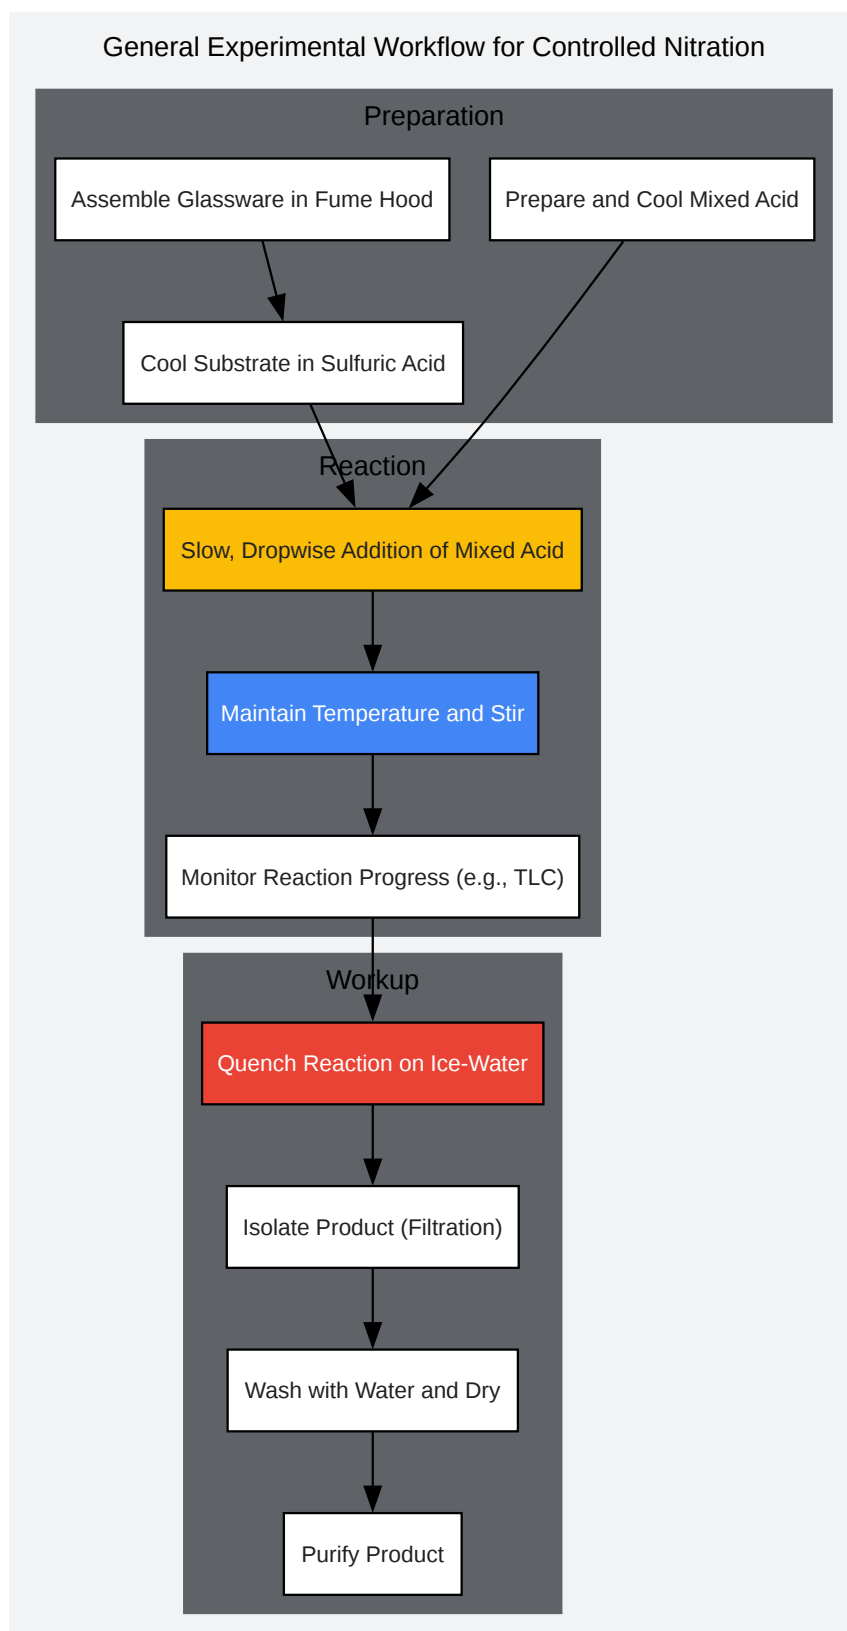 General Experimental Workflow for Controlled Nitration
Preparation
Assemble Glassware in Fume Hood
Prepare and Cool Mixed Acid
Cool Substrate in Sulfuric Acid
Reaction
Slow, Dropwise Addition of Mixed Acid
Maintain Temperature and Stir
Monitor Reaction Progress (e.g., TLC)
Workup
Quench Reaction on Ice-Water
Isolate Product (Filtration)
Wash with Water and Dry
Purify Product